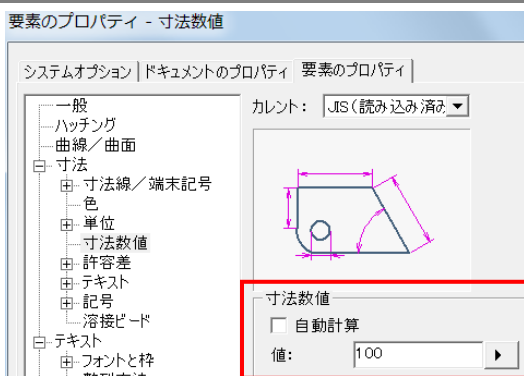 要素のプロパティ - 寸法数値
システムオプション ドキュメントのプロパティ 要素のプロパティ
一般
ハッチング
曲線／曲面
寸法
寸法線／端末記号
色
単位
寸法数値
許容差
テキスト
記号
溶接ビード
テキスト
フォントと枠
カレント： JIS(読み込み済み
寸法数値
自動計算
値： 100